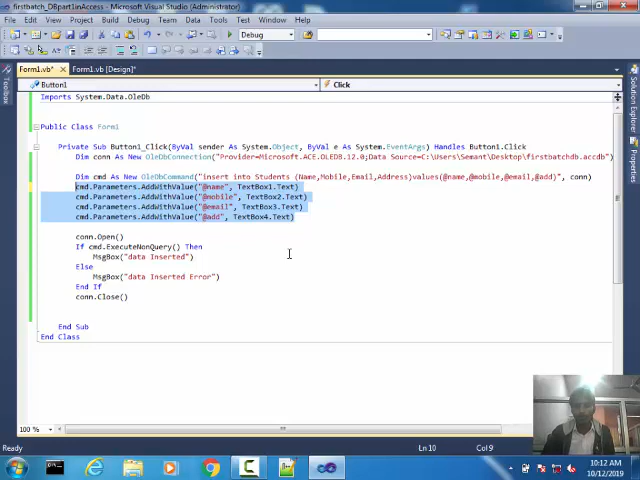 firstbatch_DBpart1inAccess - Microsoft Visual Studio (Administrator)
File Edit View Project Build Debug Team Data Tools Test Window Help
Debug
Form1.vb* Form1.vb [Design]*
Button1 Click
Imports System.Data.OleDb
Public Class Form1
Private Sub Button1_Click(ByVal sender As System.Object, ByVal e As System.EventArgs) Handles Button1.Click
Dim conn As New OleDbConnection("Provider=Microsoft.ACE.OLEDB.12.0;Data Source=C:\Users\Semant\Desktop\firstbatchdb.accdb")
Dim cmd As New OleDbCommand("insert into Students (Name,Mobile,Email,Address)values(@name,@mobile,@email,@add)", conn)
cmd.Parameters.AddWithValue("@name", TextBox1.Text)
cmd.Parameters.AddWithValue("@mobile", TextBox2.Text)
cmd.Parameters.AddWithValue("@email", TextBox3.Text)
cmd.Parameters.AddWithValue("@add", TextBox4.Text)
conn.Open()
If cmd.ExecuteNonQuery() Then
MsgBox("data Inserted")
Else
MsgBox("data Inserted Error")
End If
conn.Close()
End Sub
End Class
Toolbox
Solution Explorer
Properties
100 %
Ready Ln 10 Col 9
10:12 AM
10/12/2019